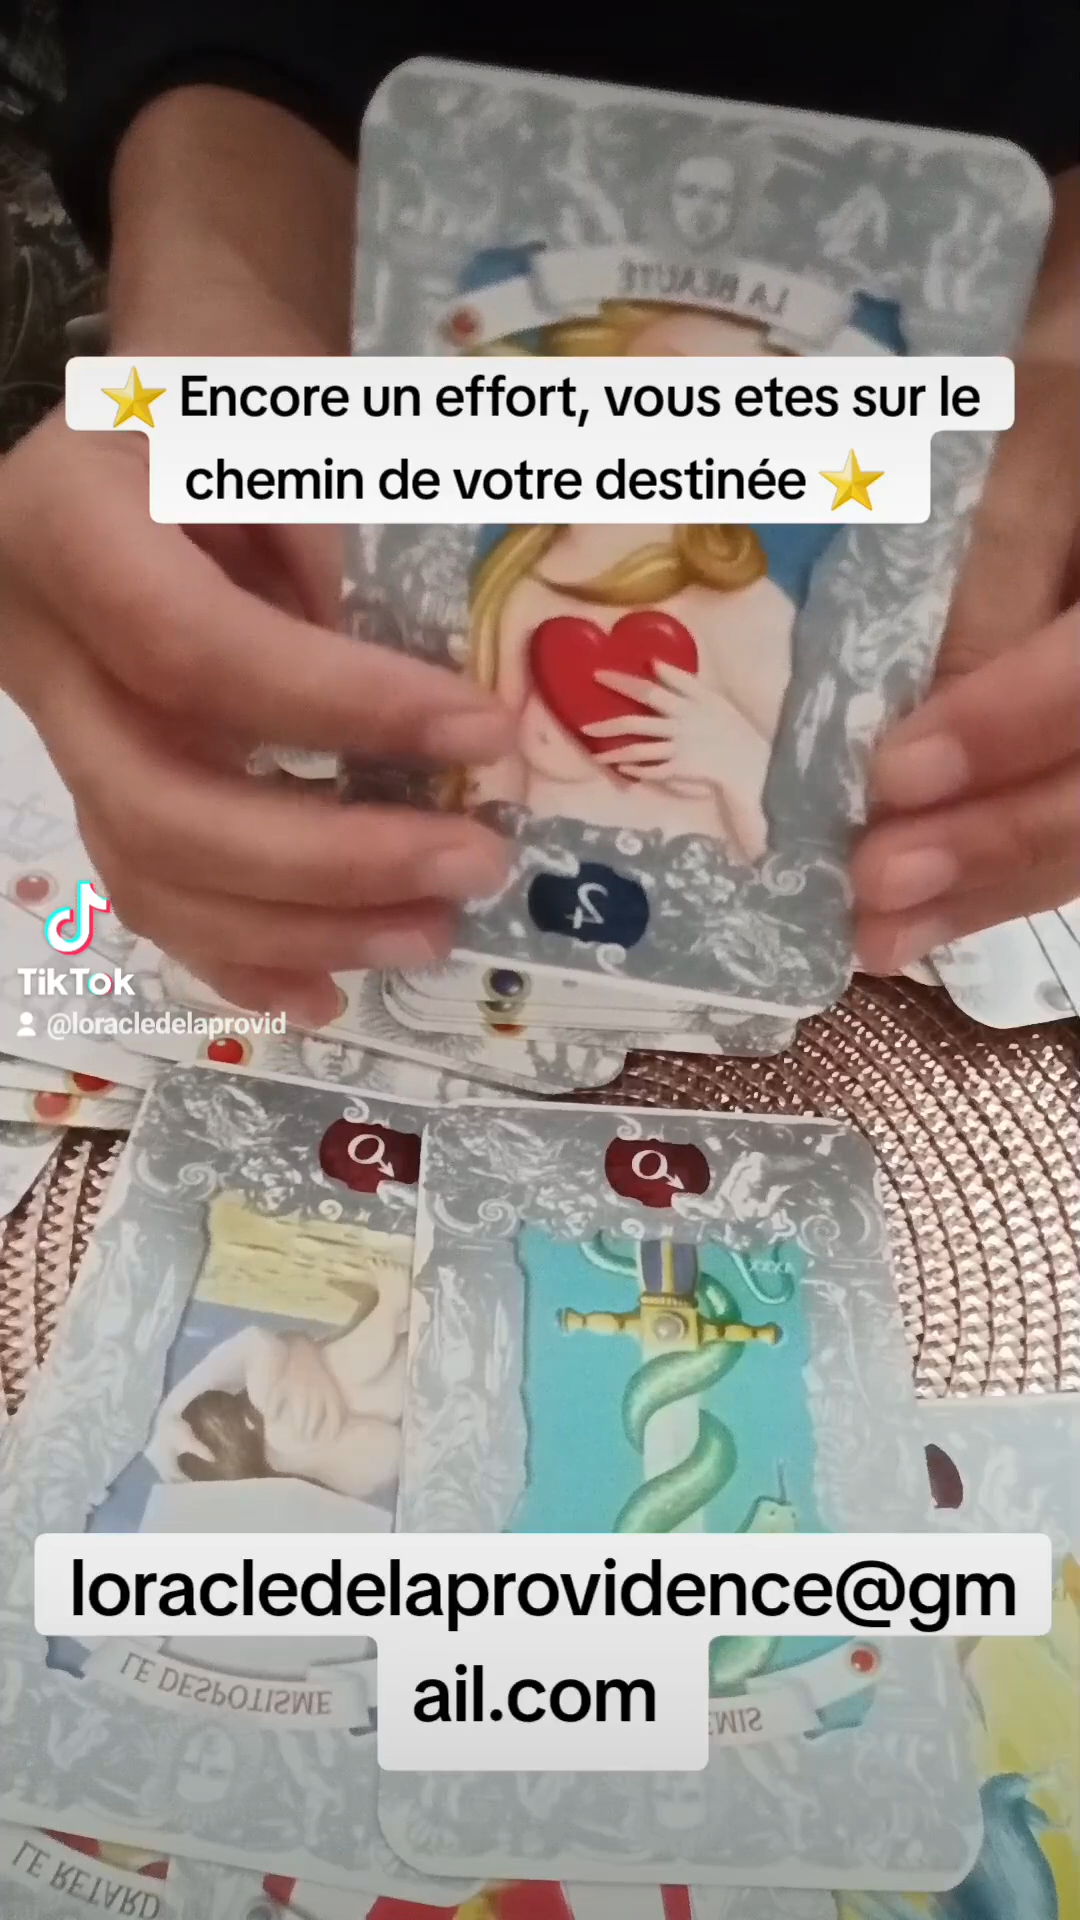 LA BEAUTÉ
⭐ Encore un effort, vous etes sur le
chemin de votre destinée ⭐
TikTok
@loracledelaprovid
loracledelaprovidence@gm
ail.com
LE DESPOTISME
EMIS
LE RETARD